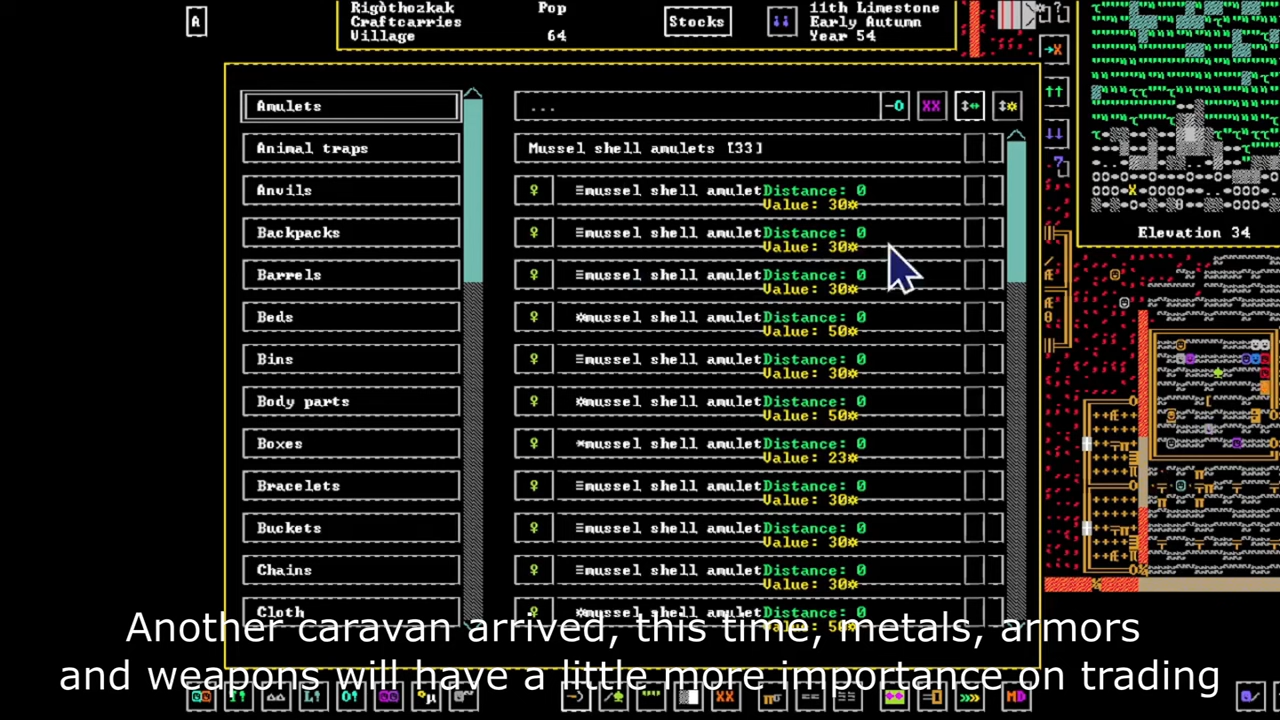 Rigòthozkak Pop 11th Limestone
A Craftcarries Stocks Early Autumn
Village 64 Year 54
Amulets ...
Animal traps Mussel shell amulets [33]
Anvils ≡mussel shell amulet Distance: 0
Value: 30☼
Backpacks ≡mussel shell amulet Distance: 0
Value: 30☼
Barrels ≡mussel shell amulet Distance: 0
Value: 30☼
Beds ☼mussel shell amulet Distance: 0
Value: 50☼
Bins ≡mussel shell amulet Distance: 0
Value: 30☼
Body parts ☼mussel shell amulet Distance: 0
Value: 50☼
Boxes *mussel shell amulet Distance: 0
Value: 23☼
Bracelets ≡mussel shell amulet Distance: 0
Value: 30☼
Buckets ≡mussel shell amulet Distance: 0
Value: 30☼
Chains ≡mussel shell amulet Distance: 0
Value: 30☼
Cloth ☼mussel shell amulet Distance: 0
Elevation 34
Another caravan arrived, this time, metals, armors
and weapons will have a little more importance on trading